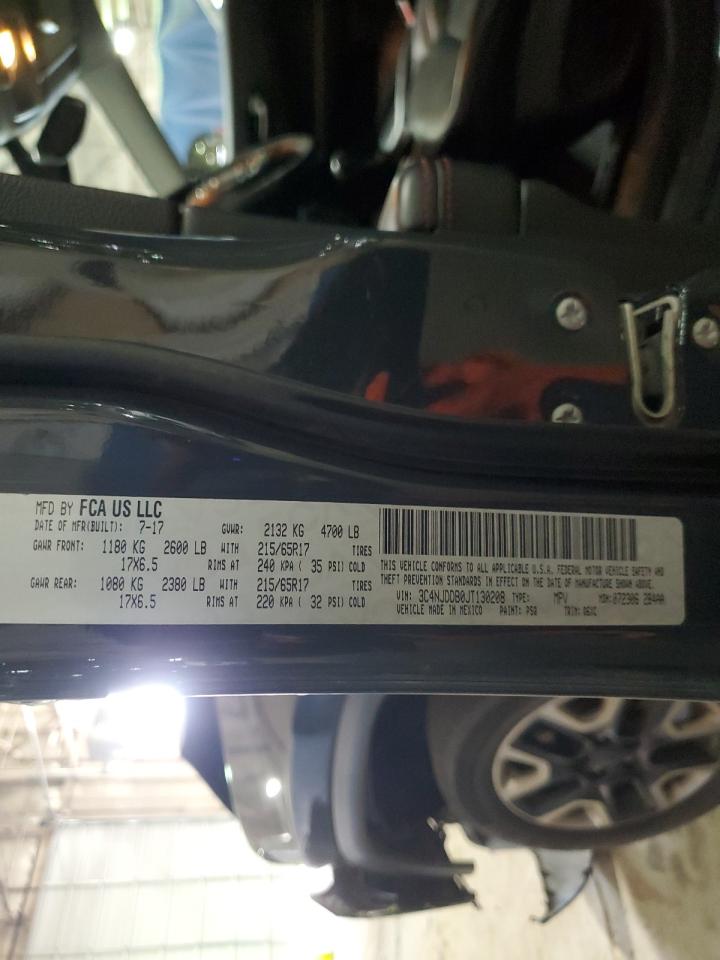 MFD BY FCA US LLC
DATE OF MFR(BUILT): 7-17 GVWR: 2132 KG 4700 LB
GAWR FRONT: 1180 KG 2600 LB WITH 215/65R17 TIRES
17X6.5 RIMS AT 240 KPA ( 35 PSI) COLD
GAWR REAR: 1080 KG 2380 LB WITH 215/65R17 TIRES
17X6.5 RIMS AT 220 KPA ( 32 PSI) COLD
THIS VEHICLE CONFORMS TO ALL APPLICABLE U.S.A. FEDERAL MOTOR VEHICLE SAFETY AND
THEFT PREVENTION STANDARDS IN EFFECT ON THE DATE OF MANUFACTURE SHOWN ABOVE.
VIN: 3C4NJDDB0JT130208 TYPE: MPV MDH: 072306 284AA
VEHICLE MADE IN MEXICO PAINT: PS8 TRIM: